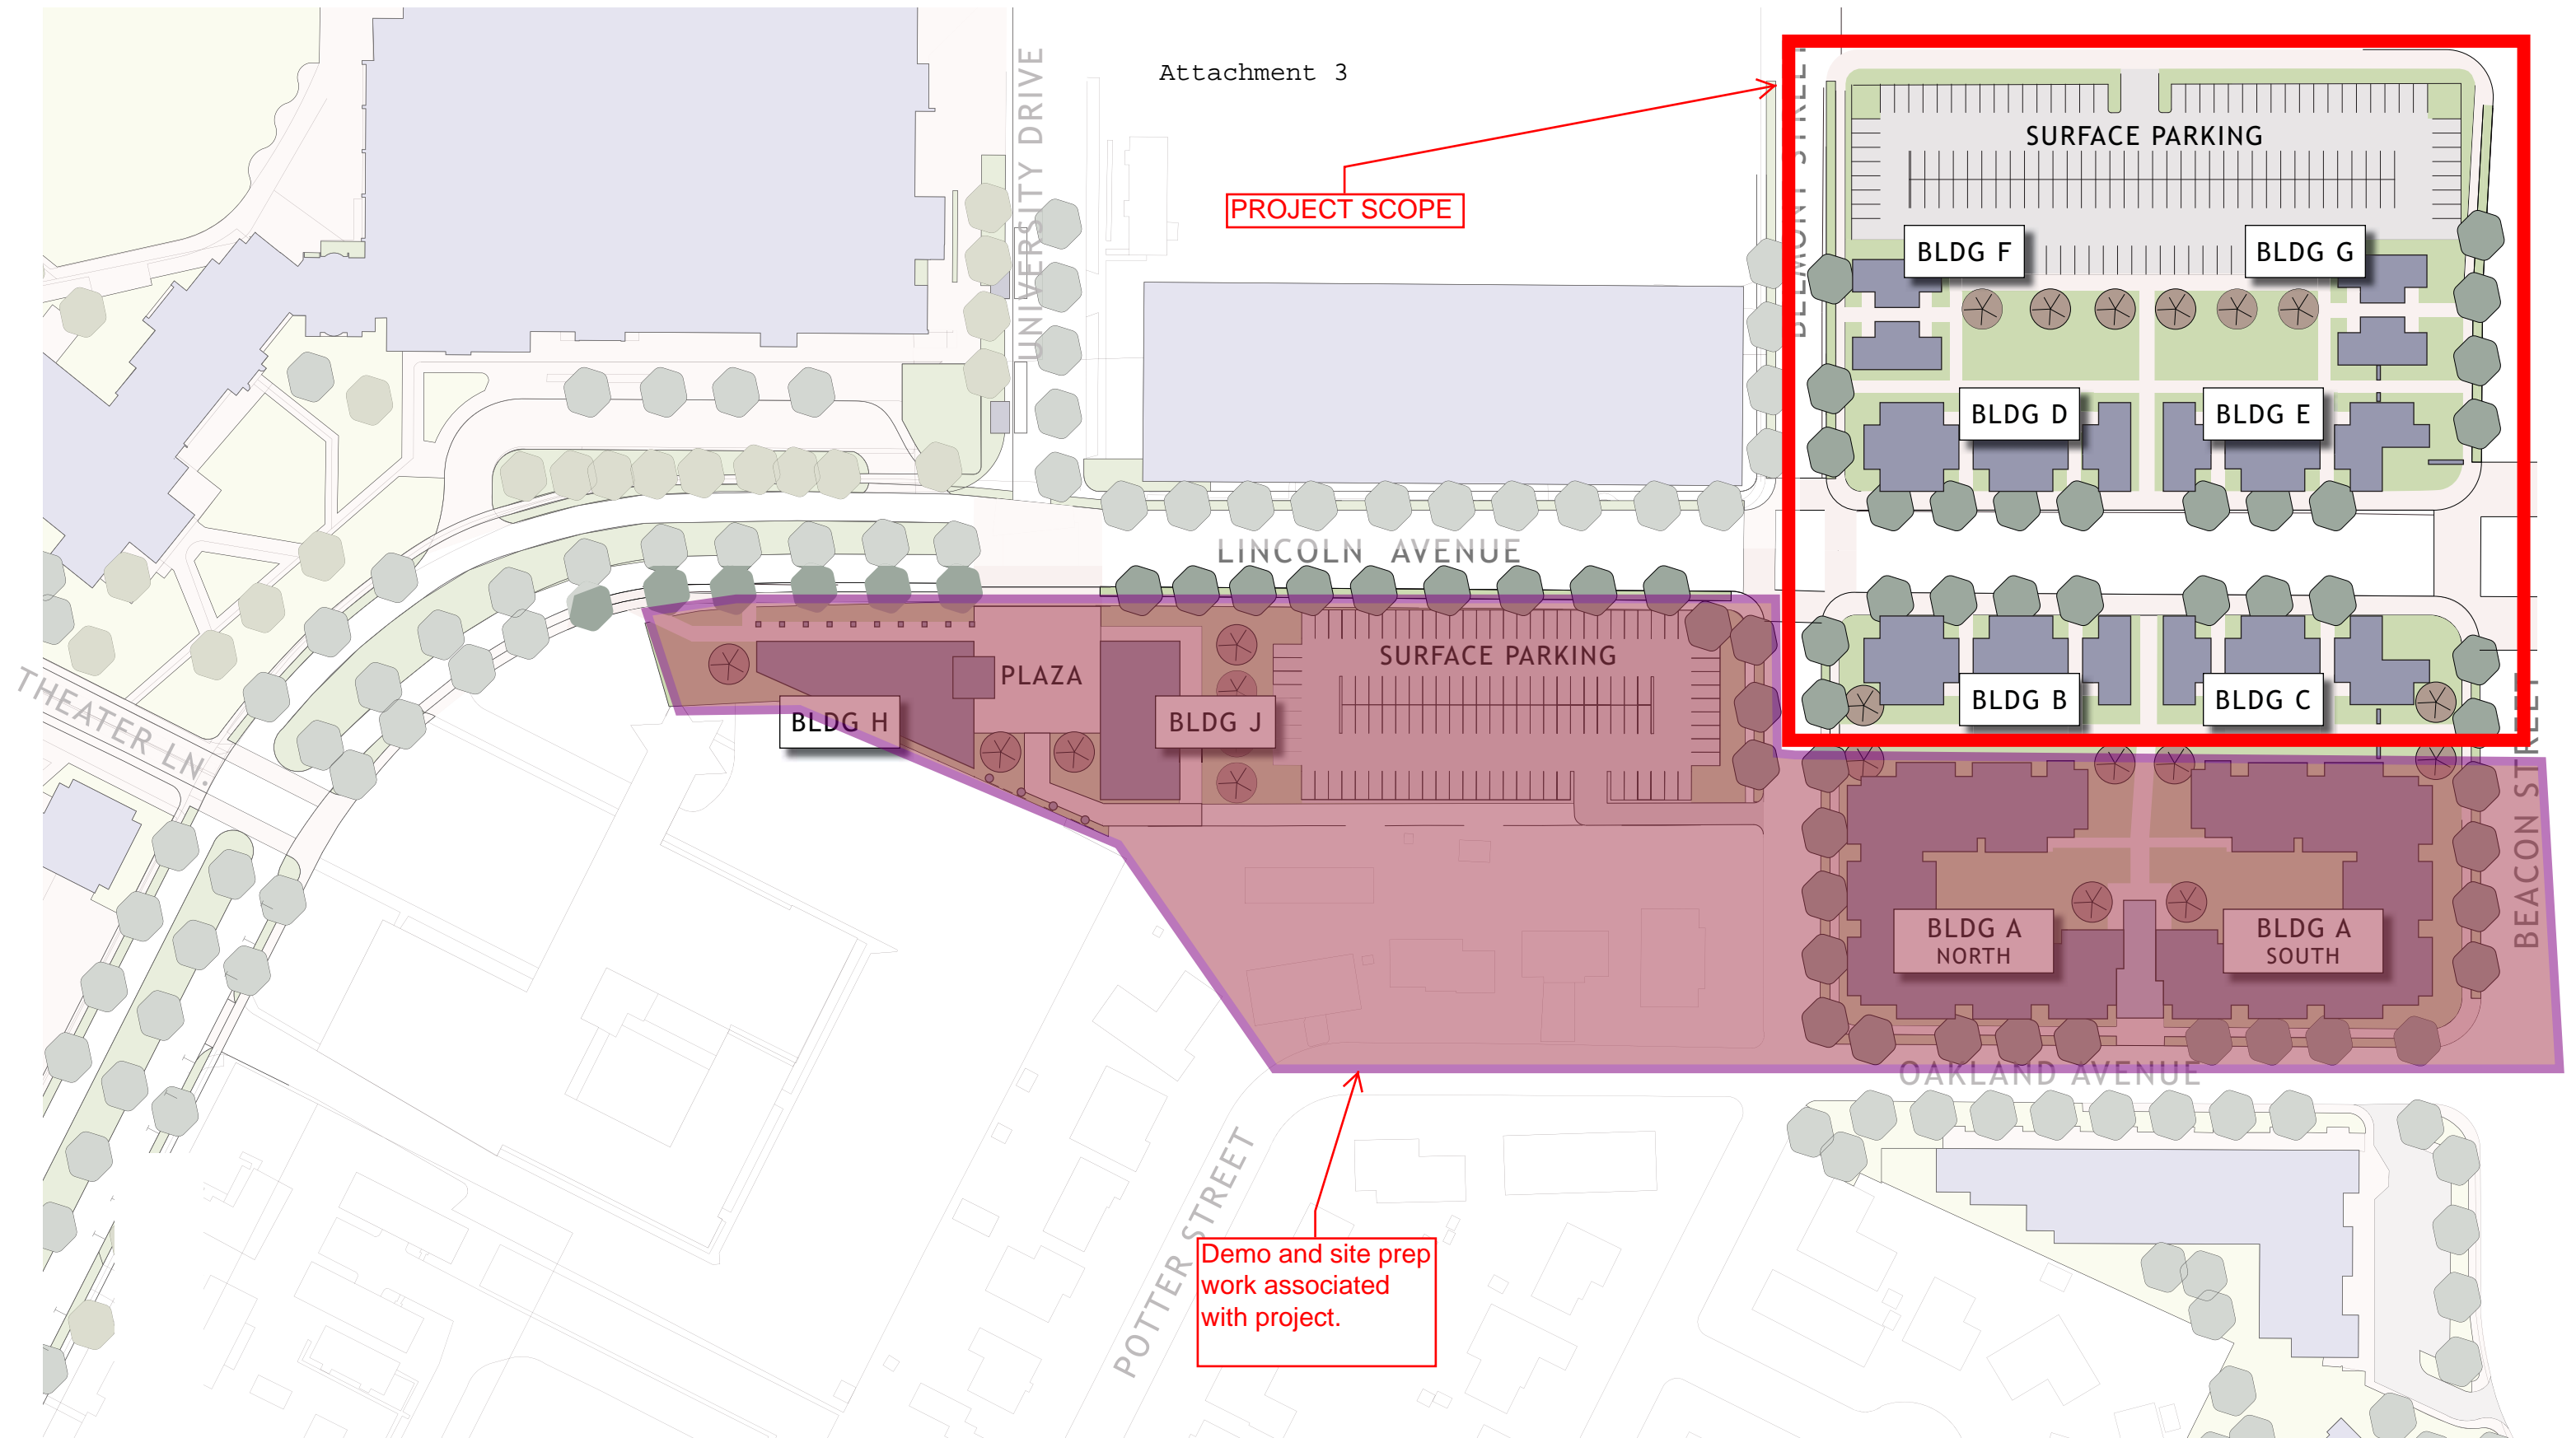 Attachment 3
UNIVERSITY DRIVE
BELMONT STREET
SURFACE PARKING
PROJECT SCOPE
BLDG F
BLDG G
BLDG D
BLDG E
LINCOLN AVENUE
SURFACE PARKING
PLAZA
BLDG B
BLDG C
THEATER LN.
BLDG H
BLDG J
BEACON STREET
BLDG A
NORTH
BLDG A
SOUTH
OAKLAND AVENUE
POTTER STREET
Demo and site prep
work associated
with project.